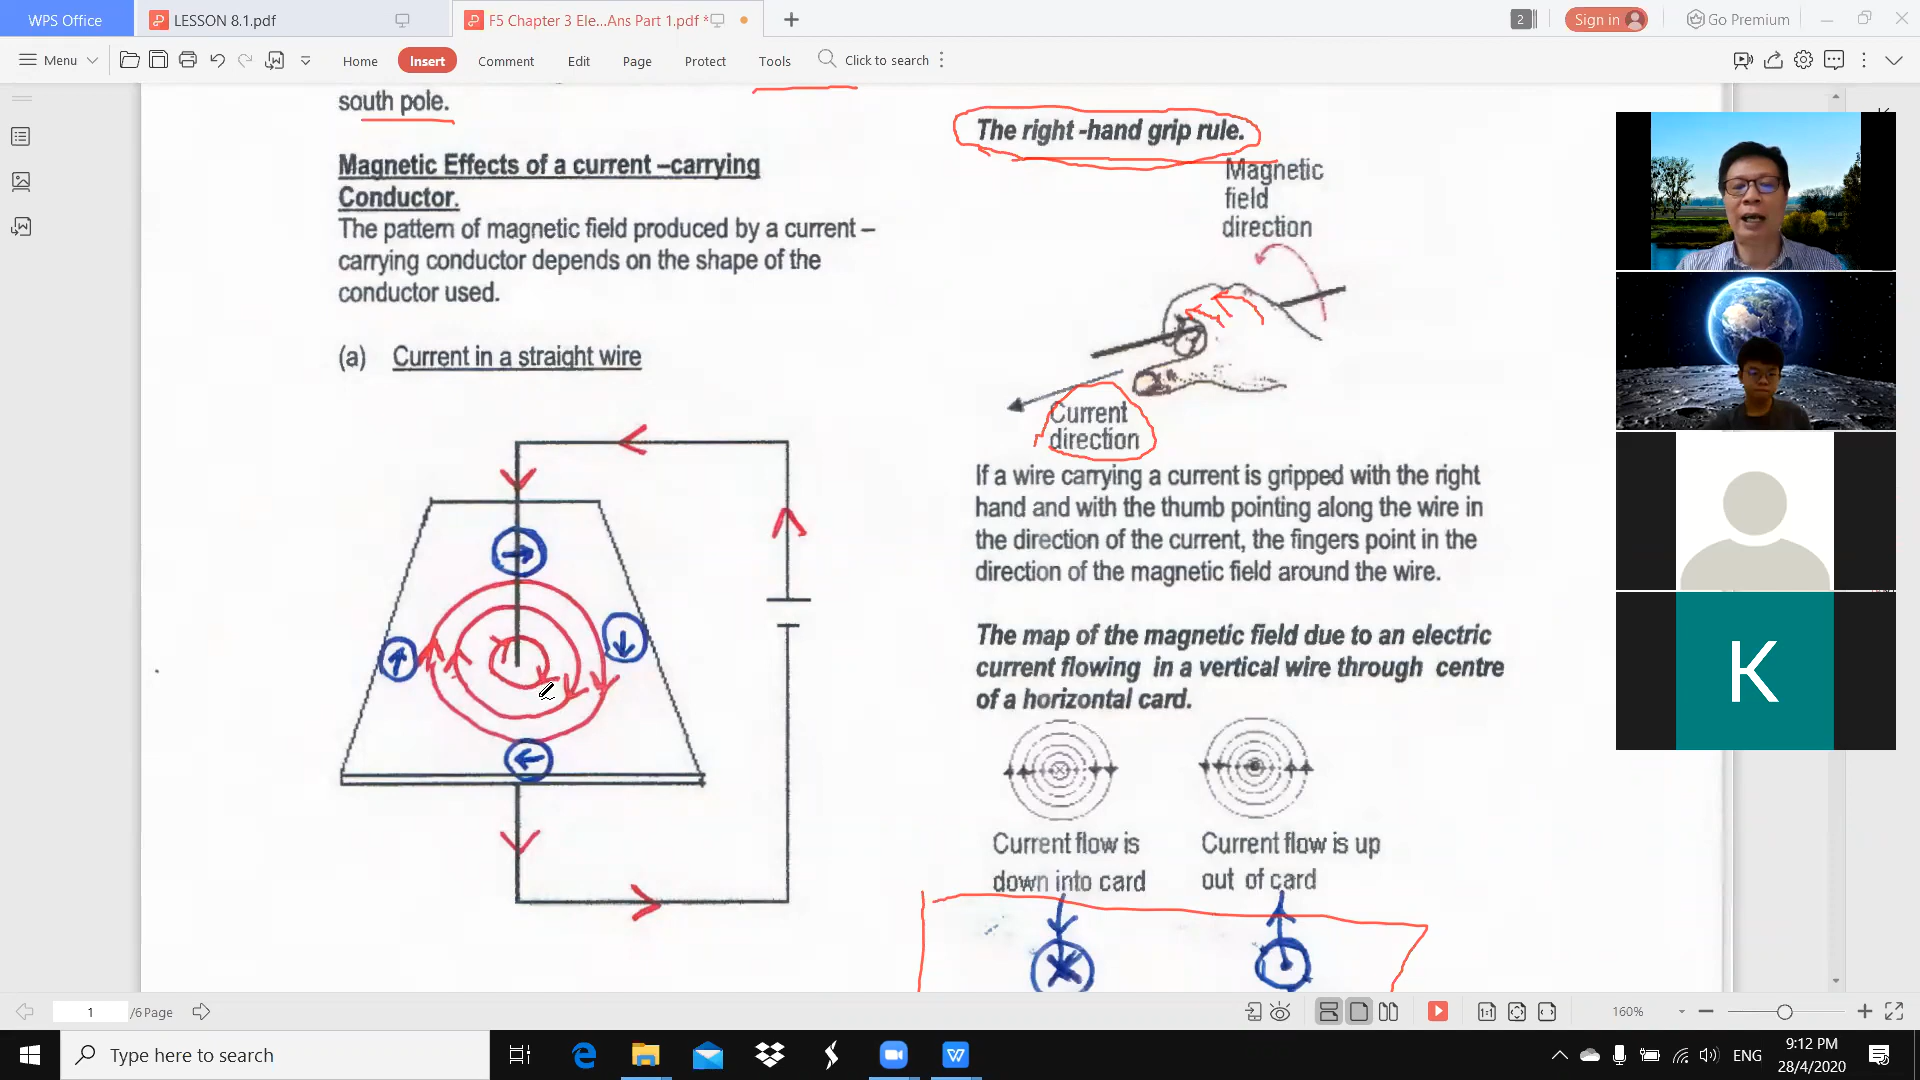 WPS Office
LESSON 8.1.pdf
F5 Chapter 3 Ele...Ans Part 1.pdf *
2
Sign in
Go Premium
Menu
Home
Insert
Comment
Edit
Page
Protect
Tools
Click to search
south pole.
Magnetic Effects of a current –carrying
Conductor.
The pattern of magnetic field produced by a current –
carrying conductor depends on the shape of the
conductor used.
(a) Current in a straight wire
The right -hand grip rule.
Magnetic
field
direction
Current
direction
If a wire carrying a current is gripped with the right
hand and with the thumb pointing along the wire in
the direction of the current, the fingers point in the
direction of the magnetic field around the wire.
The map of the magnetic field due to an electric
current flowing in a vertical wire through centre
of a horizontal card.
Current flow is
down into card
Current flow is up
out of card
K
1
/6 Page
1:1
160%
Type here to search
ENG
9:12 PM
28/4/2020